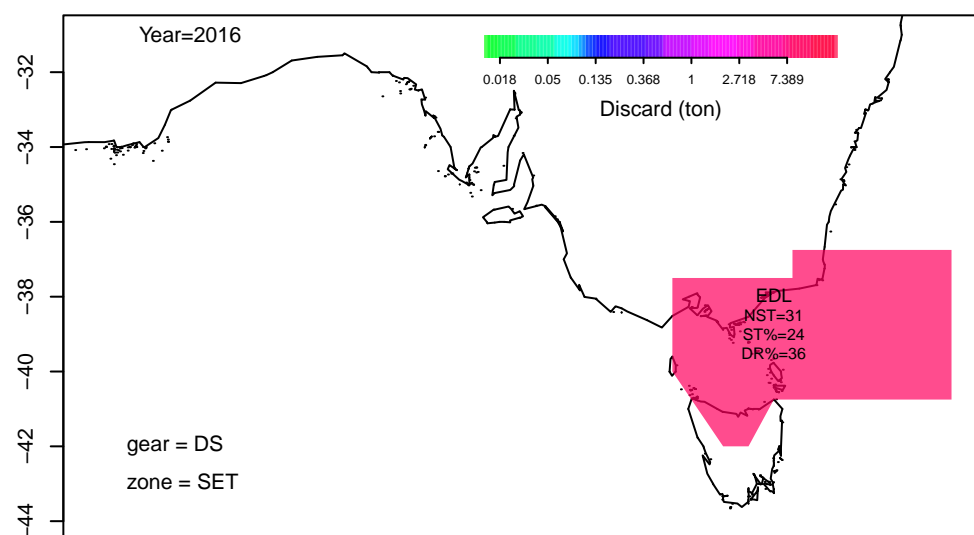 Year=2016
0.018 0.05 0.135 0.368 1 2.718 7.389
Discard (ton)
−32
−34
−36
−38
−40
−42
−44
EDL
NST=31
ST%=24
DR%=36
gear = DS
zone = SET